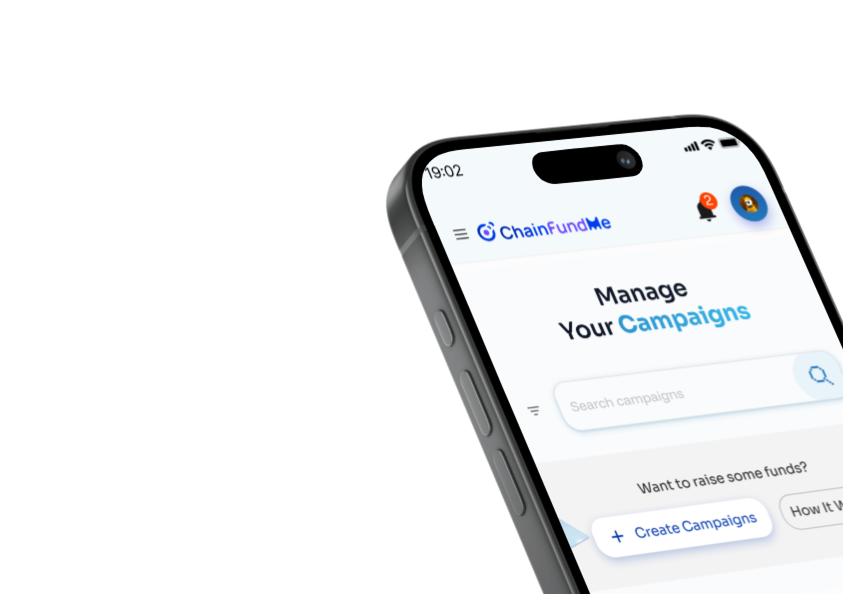 19:02
2
ChainFundMe
Manage
Your Campaigns
Search campaigns
Want to raise some funds?
+ Create Campaigns
How It